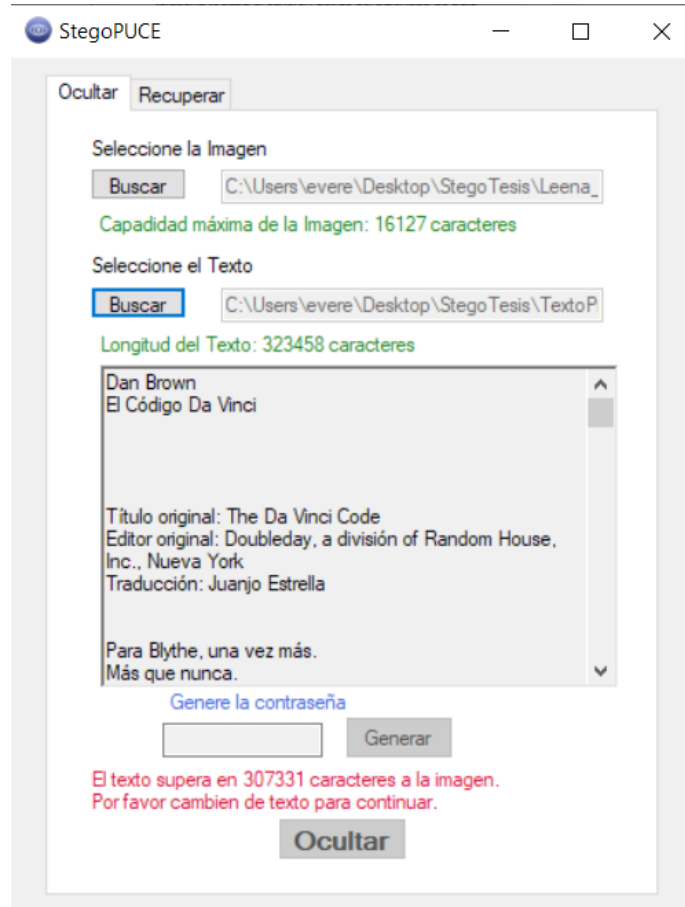 StegoPUCE
Ocultar Recuperar
Seleccione la Imagen
Buscar C:\Users\evere\Desktop\StegoTesis\Leena_
Capadidad máxima de la Imagen: 16127 caracteres
Seleccione el Texto
Buscar C:\Users\evere\Desktop\StegoTesis\TextoP
Longitud del Texto: 323458 caracteres
Dan Brown
El Código Da Vinci
Título original: The Da Vinci Code
Editor original: Doubleday, a división of Random House,
Inc., Nueva York
Traducción: Juanjo Estrella
Para Blythe, una vez más.
Más que nunca.
Genere la contraseña
Generar
El texto supera en 307331 caracteres a la imagen.
Por favor cambien de texto para continuar.
Ocultar